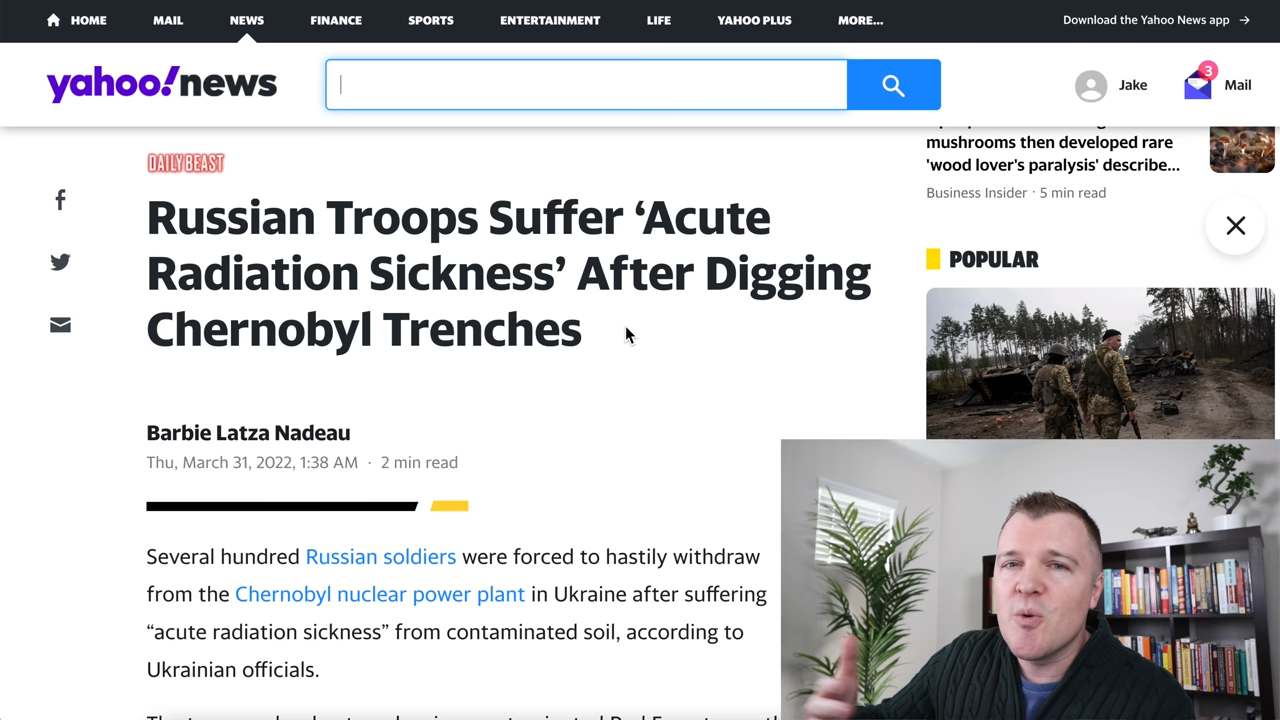 HOME MAIL NEWS FINANCE SPORTS ENTERTAINMENT LIFE YAHOO PLUS MORE... Download the Yahoo News app →
yahoo!news
Jake
3
Mail
DAILY BEAST
Russian Troops Suffer ‘Acute
Radiation Sickness’ After Digging
Chernobyl Trenches
Barbie Latza Nadeau
Thu, March 31, 2022, 1:38 AM · 2 min read
Several hundred Russian soldiers were forced to hastily withdraw
from the Chernobyl nuclear power plant in Ukraine after suffering
“acute radiation sickness” from contaminated soil, according to
Ukrainian officials.
mushrooms then developed rare
'wood lover's paralysis' describe...
Business Insider · 5 min read
POPULAR